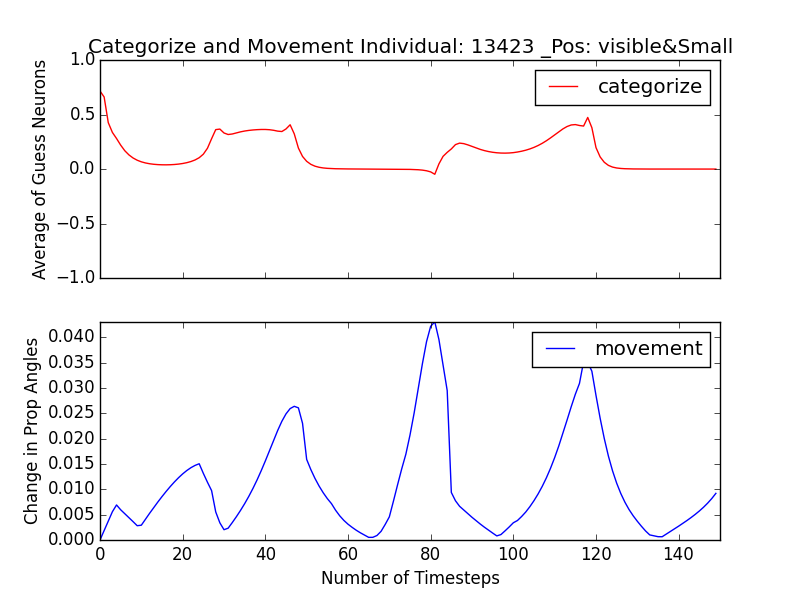 Categorize and Movement Individual: 13423 _Pos: visible&Small
1.0
0.5
0.0
−0.5
−1.0
Average of Guess Neurons
categorize
0.040
0.035
0.030
0.025
0.020
0.015
0.010
0.005
0.000
Change in Prop Angles
movement
0 20 40 60 80 100 120 140
Number of Timesteps